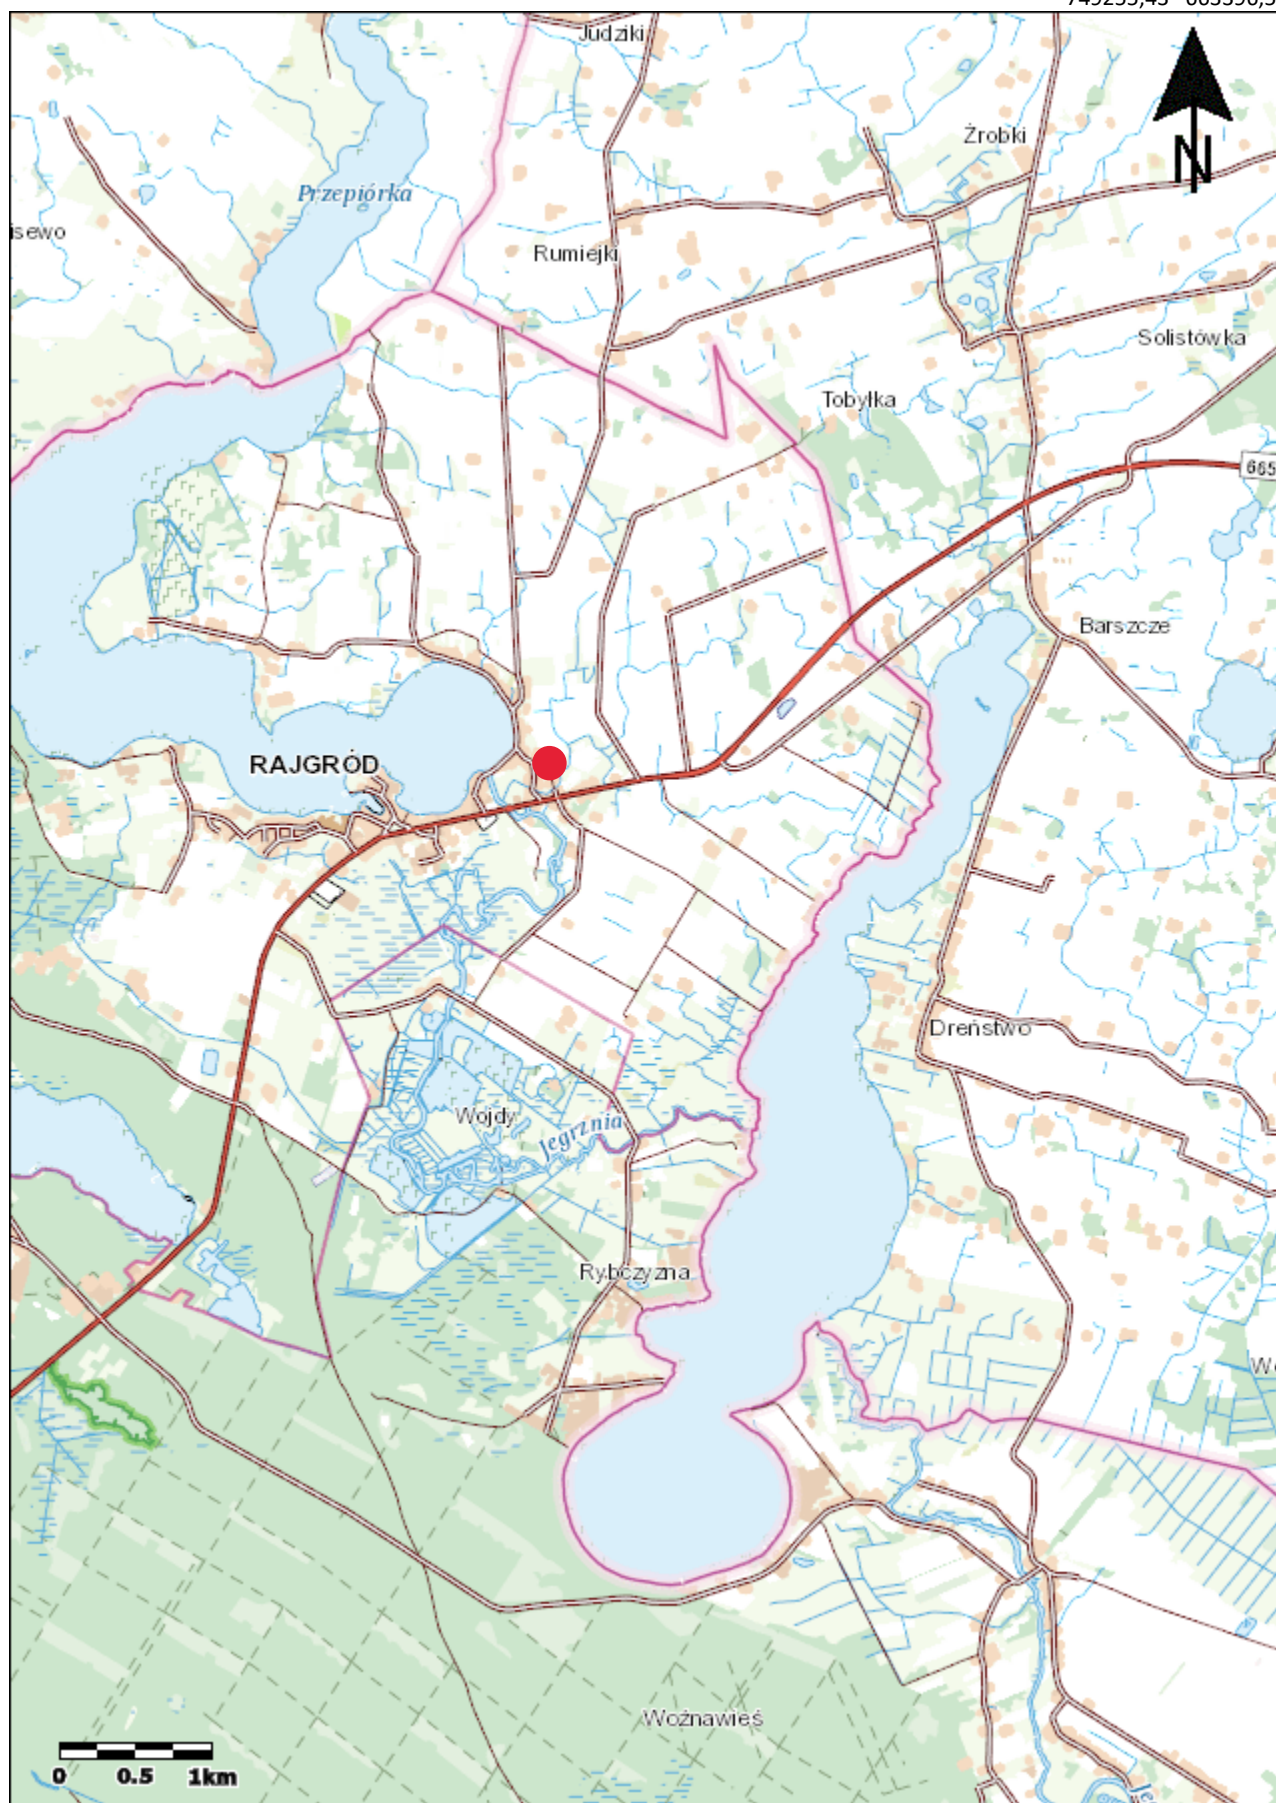 Judziki
Żrobki
N
Przepiórka
isewo
Rumiejki
Solistówka
Tobyłka
665
Barszcze
RAJGRÓD
Dreństwo
Wojdy
Jegrznia
Rybczyzna
Woźnawieś
0 0.5 1km